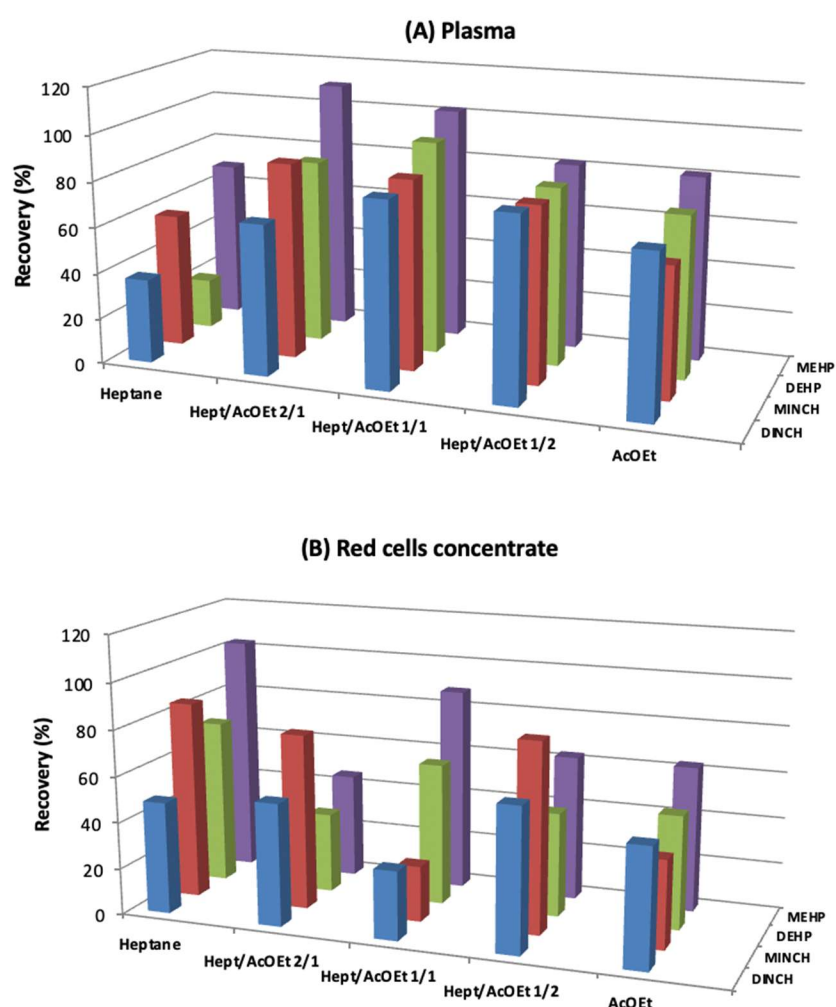 (A) Plasma
120
100
80
60
40
20
0
Recovery (%)
Heptane
Hept/AcOEt 2/1
Hept/AcOEt 1/1
Hept/AcOEt 1/2
AcOEt
MEHP
DEHP
MINCH
DINCH
(B) Red cells concentrate
120
100
80
60
40
20
0
Recovery (%)
Heptane
Hept/AcOEt 2/1
Hept/AcOEt 1/1
Hept/AcOEt 1/2
AcOEt
MEHP
DEHP
MINCH
DINCH